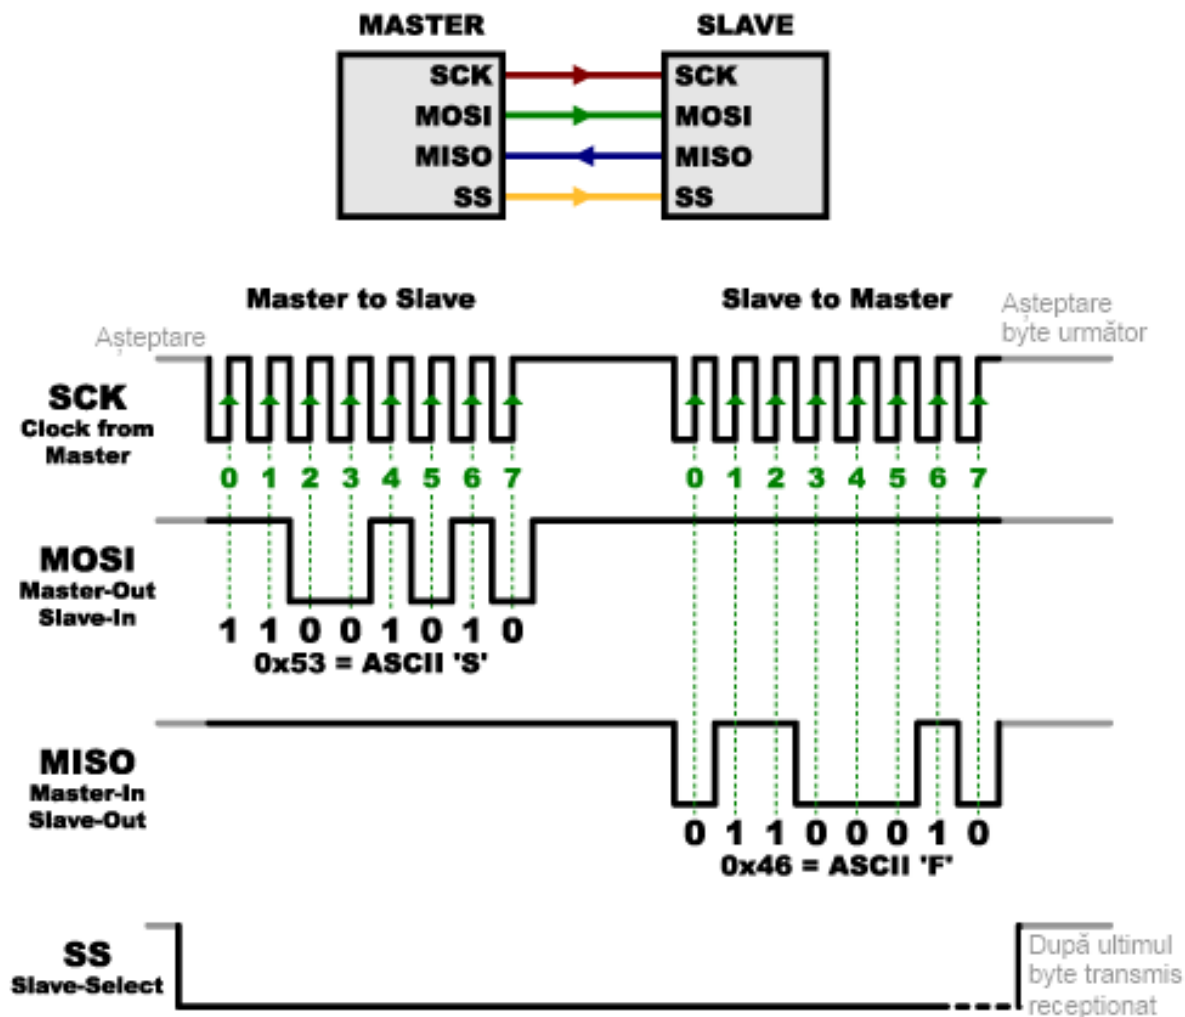 MASTER
SLAVE
SCK
SCK
MOSI
MOSI
MISO
MISO
SS
SS
Master to Slave
Slave to Master
Așteptare
Așteptare
byte următor
SCK
Clock from
Master
0 1 2 3 4 5 6 7
0 1 2 3 4 5 6 7
MOSI
Master-Out
Slave-In
1 1 0 0 1 0 1 0
0x53 = ASCII 'S'
MISO
Master-In
Slave-Out
0 1 1 0 0 0 1 0
0x46 = ASCII 'F'
SS
Slave-Select
După ultimul
byte transmis
recepționat